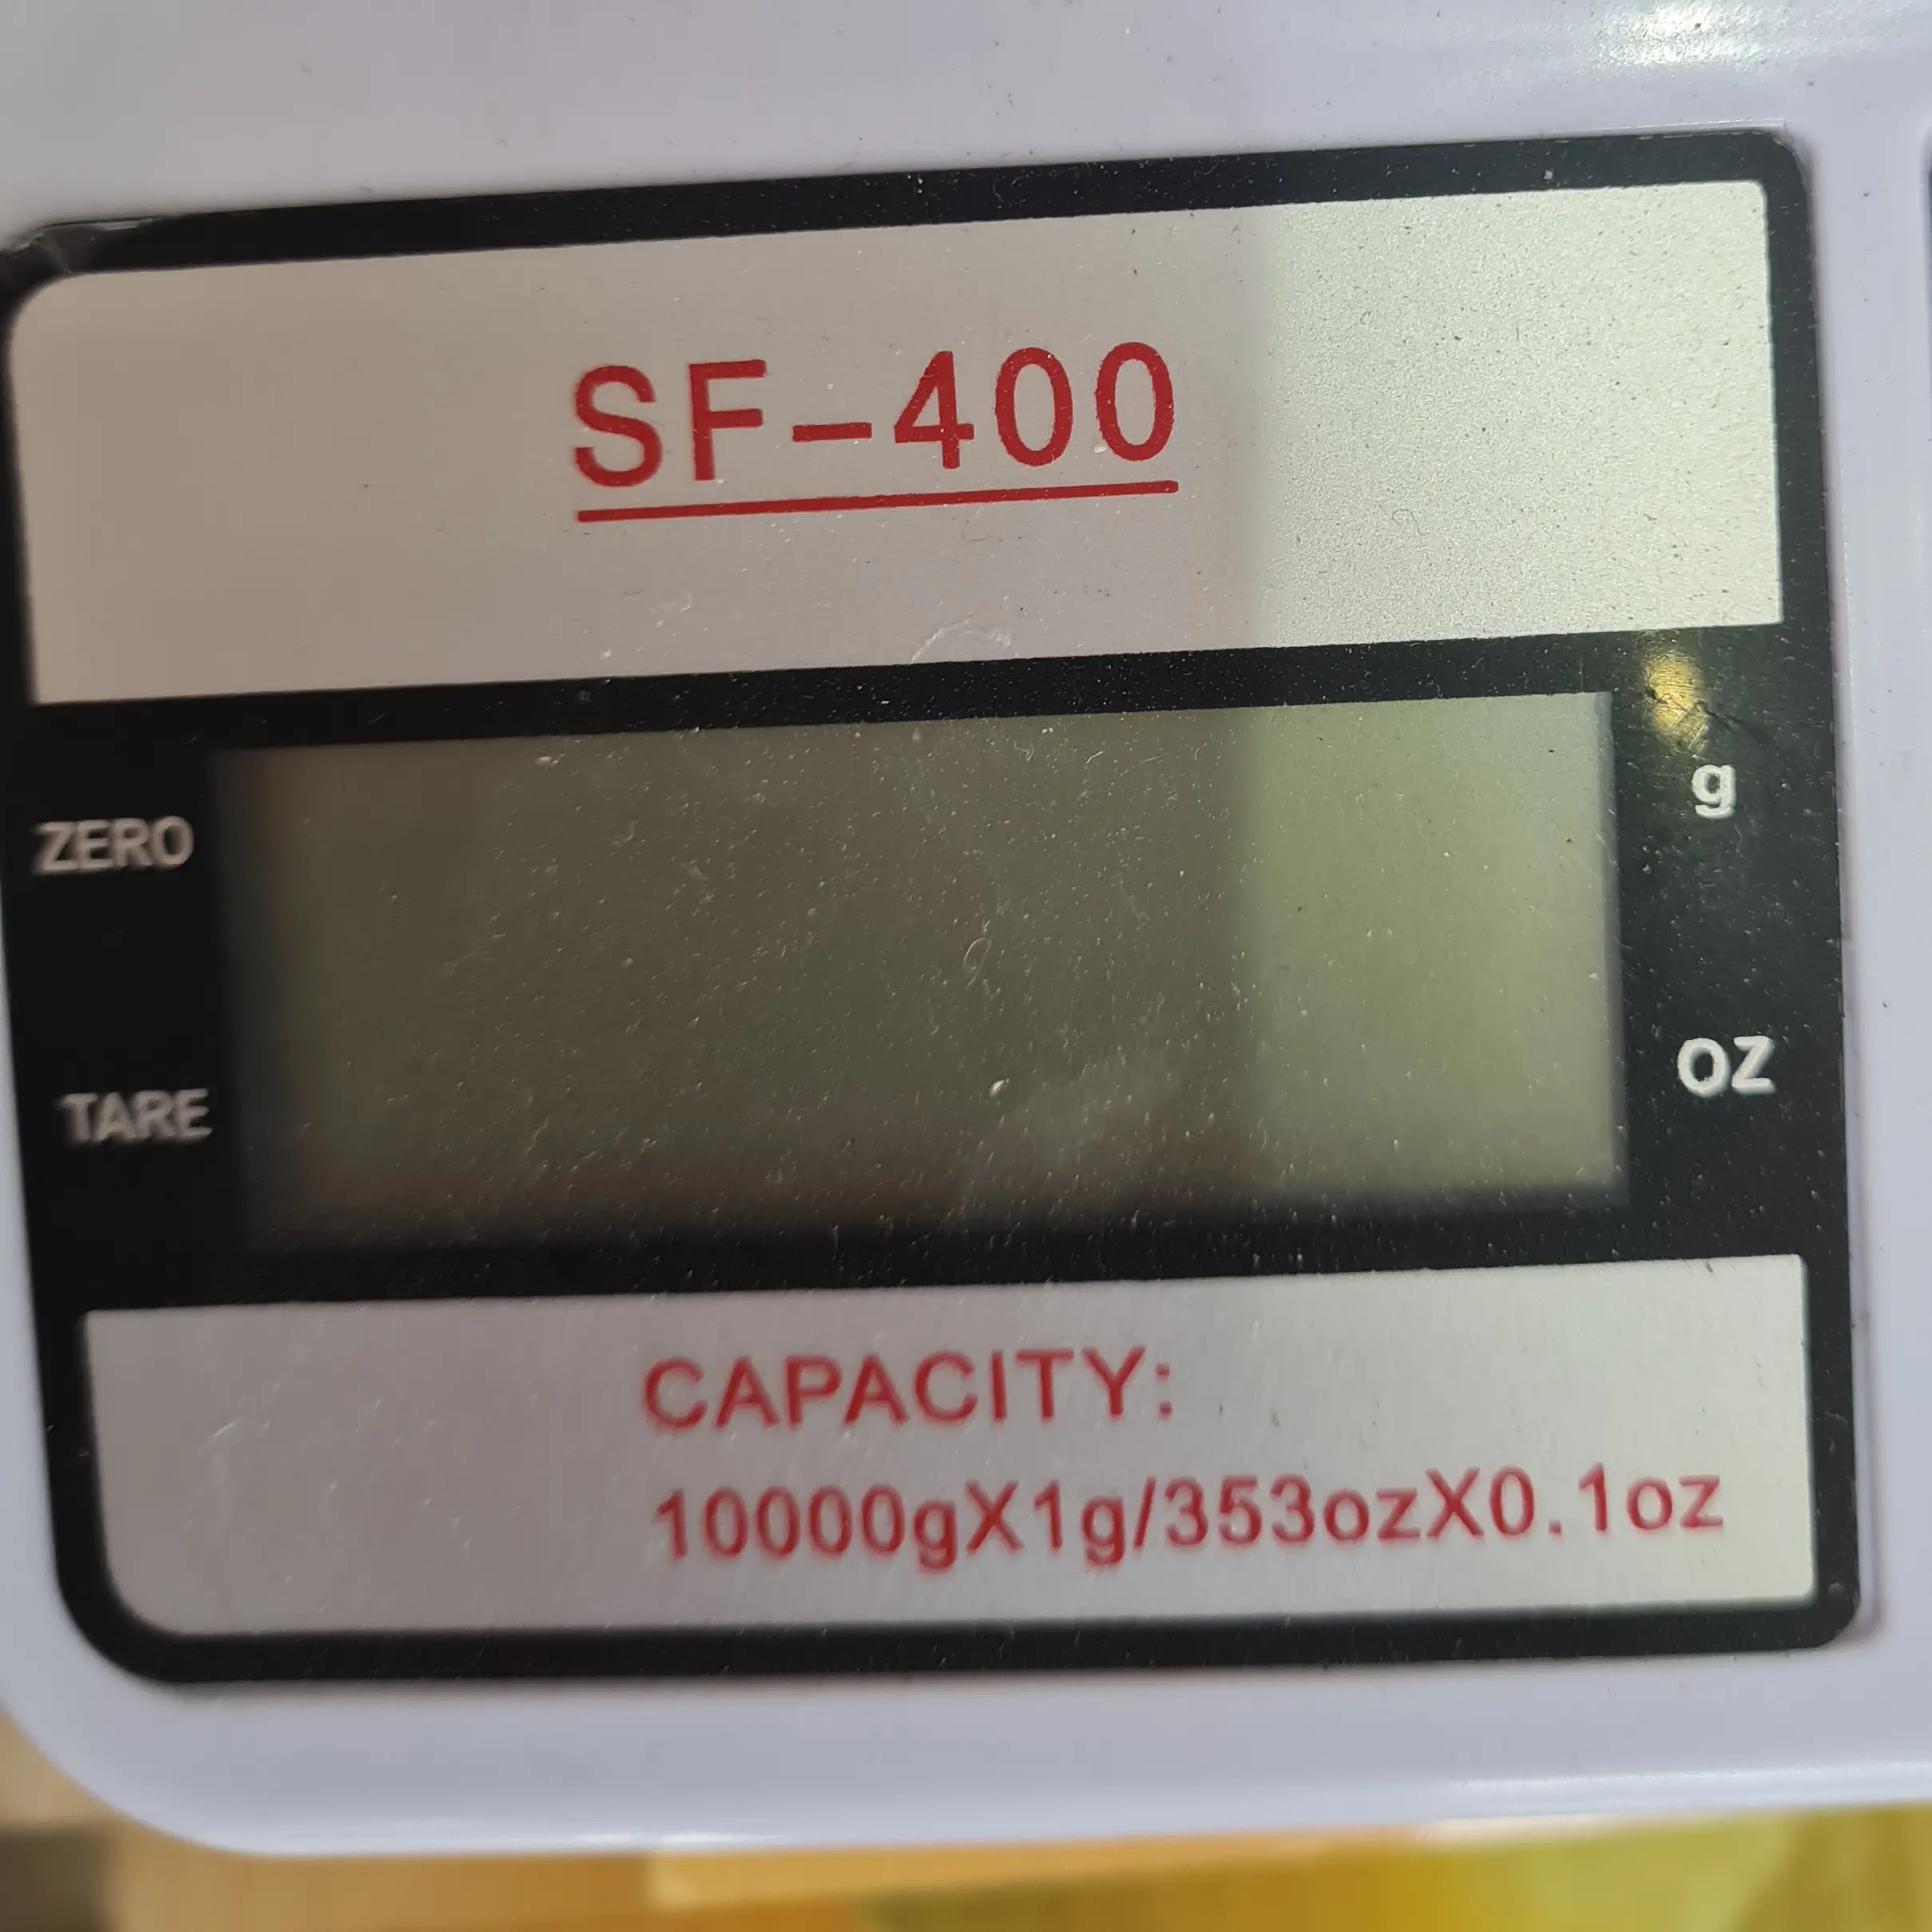 SF-400
ZERO
g
TARE
OZ
CAPACITY:
10000gX1g/353ozX0.1oz